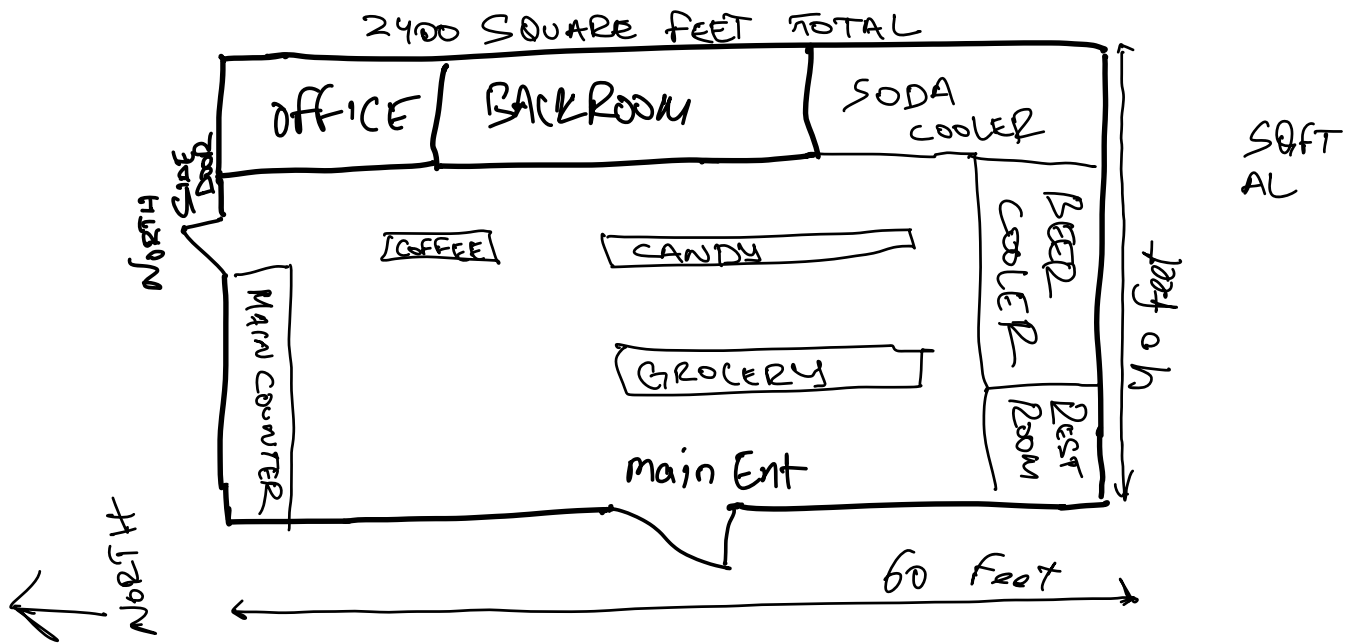 2400 SQUARE FEET TOTAL
OFFICE
BACKROOM
SODA
COOLER
SQFT
AL
SIDE
DOOR
NORTH
COFFEE
CANDY
BEER
COOLER
40 feet
MAIN COUNTER
GROCERY
REST
ROOM
main Ent
NORTH
60 Feet